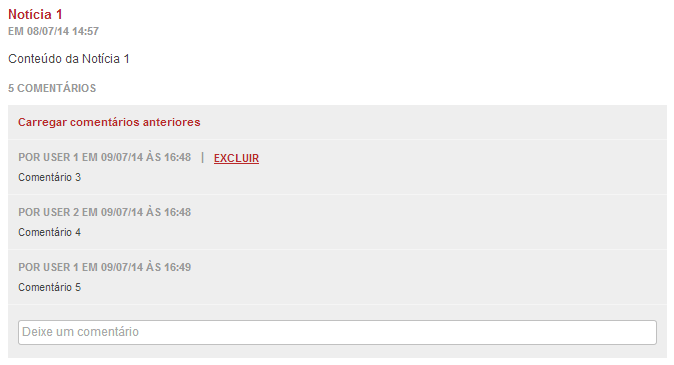 Notícia 1
EM 08/07/14 14:57
Conteúdo da Notícia 1
5 COMENTÁRIOS
Carregar comentários anteriores
POR USER 1 EM 09/07/14 ÀS 16:48 | EXCLUIR
Comentário 3
POR USER 2 EM 09/07/14 ÀS 16:48
Comentário 4
POR USER 1 EM 09/07/14 ÀS 16:49
Comentário 5
Deixe um comentário